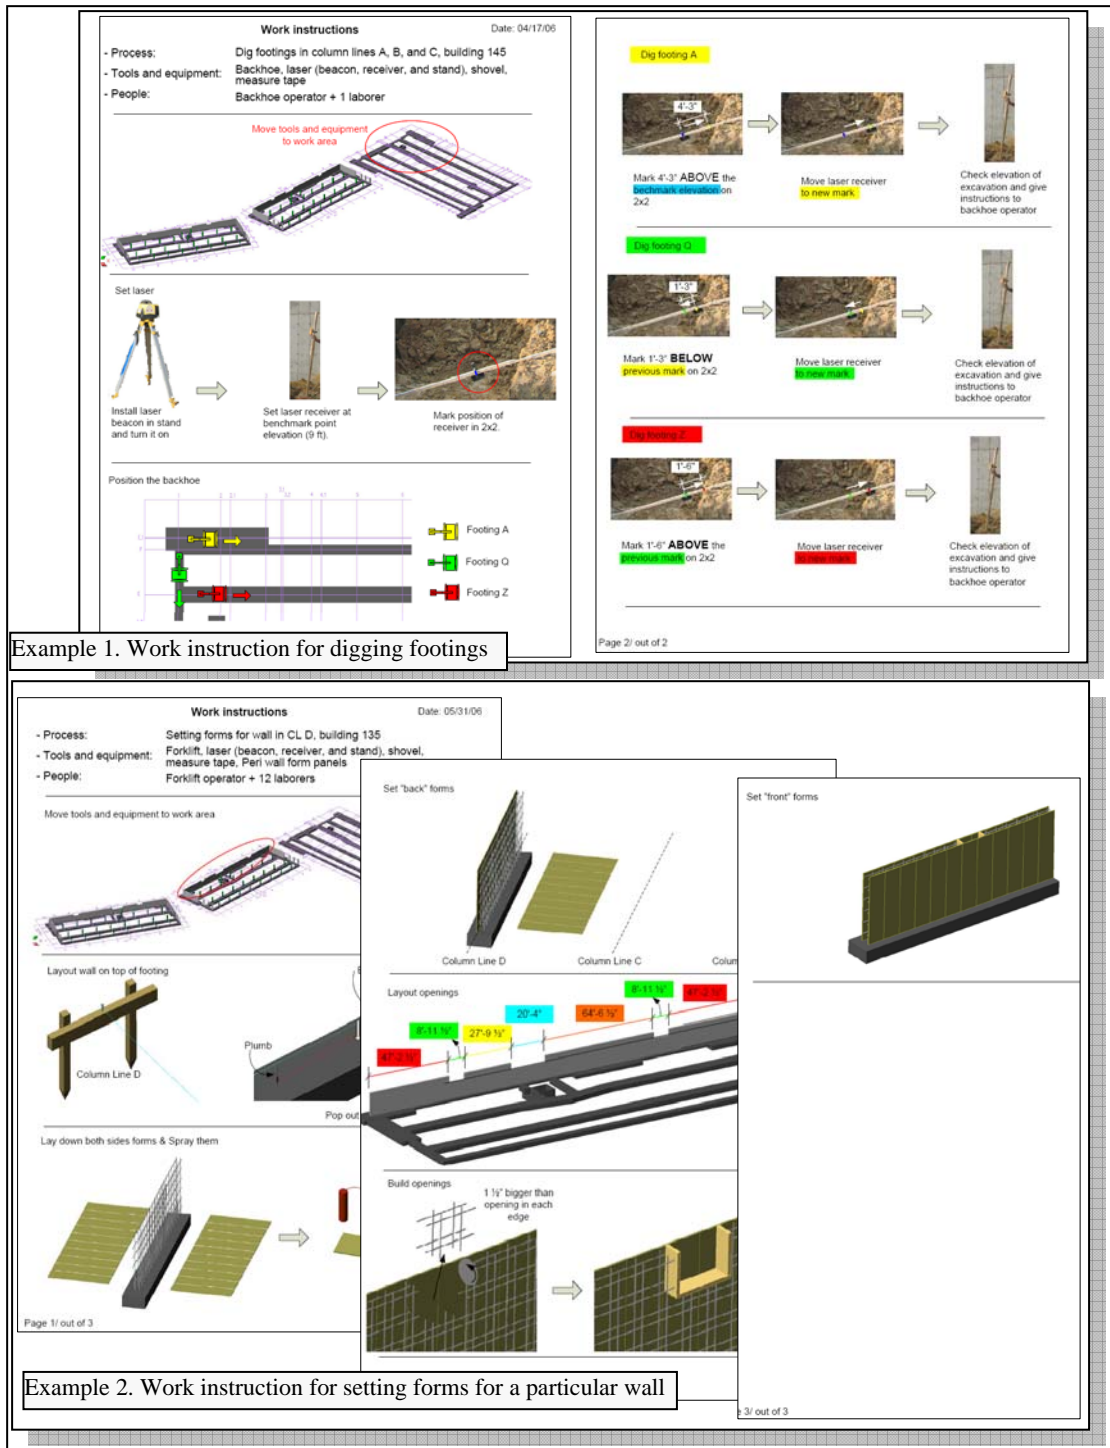 Work instructions
Date: 04/17/06
- Process: Dig footings in column lines A, B, and C, building 145
- Tools and equipment: Backhoe, laser (beacon, receiver, and stand), shovel,
measure tape
- People: Backhoe operator + 1 laborer
Move tools and equipment
to work area
Set laser
Install laser
beacon in stand
and turn it on
Set laser receiver at
benchmark point
elevation (9 ft).
Mark position of
receiver in 2x2.
Position the backhoe
Footing A
Footing Q
Footing Z
Dig footing A
4'-3"
Mark 4'-3" ABOVE the
bechmark elevation on
2x2
Move laser receiver
to new mark
Check elevation of
excavation and give
instructions to
backhoe operator
Dig footing Q
1'-3"
Mark 1'-3" BELOW
previous mark on 2x2
Move laser receiver
to new mark
Check elevation of
excavation and give
instructions to
backhoe operator
Dig footing Z
1'-6"
Mark 1'-6" ABOVE the
previous mark on 2x2
Move laser receiver
to new mark
Check elevation of
excavation and give
instructions to
backhoe operator
Page 2/ out of 2
Example 1. Work instruction for digging footings
Work instructions
Date: 05/31/06
- Process: Setting forms for wall in CL D, building 135
- Tools and equipment: Forklift, laser (beacon, receiver, and stand), shovel,
measure tape, Peri wall form panels
- People: Forklift operator + 12 laborers
Move tools and equipment to work area
Layout wall on top of footing
Column Line D
Plumb
Pop out
Lay down both sides forms & Spray them
Page 1/ out of 3
Set "back" forms
Column Line D
Column Line C
Colum
Layout openings
47'-2 ½"
8'-11 ½"
27'-9 ½"
20'-4"
64'-6 ½"
8'-11 ½"
Build openings
1 ½" bigger than
opening in each
edge
Set "front" forms
3/ out of 3
Example 2. Work instruction for setting forms for a particular wall